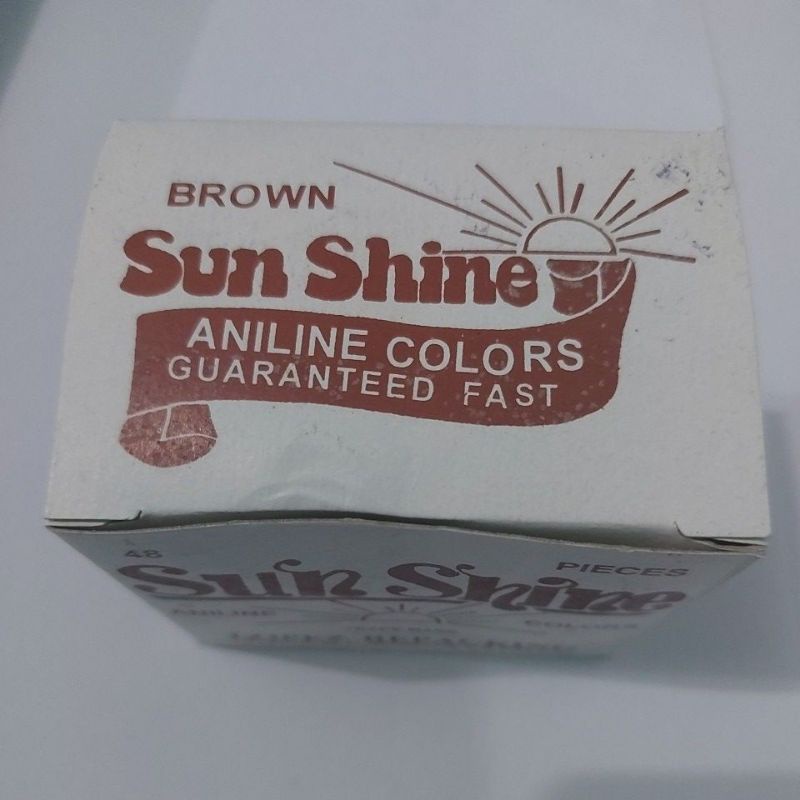 BROWN
Sun Shine
ANILINE COLORS
GUARANTEED FAST
48 PIECES
Sun Shine
ANILINE COLORS